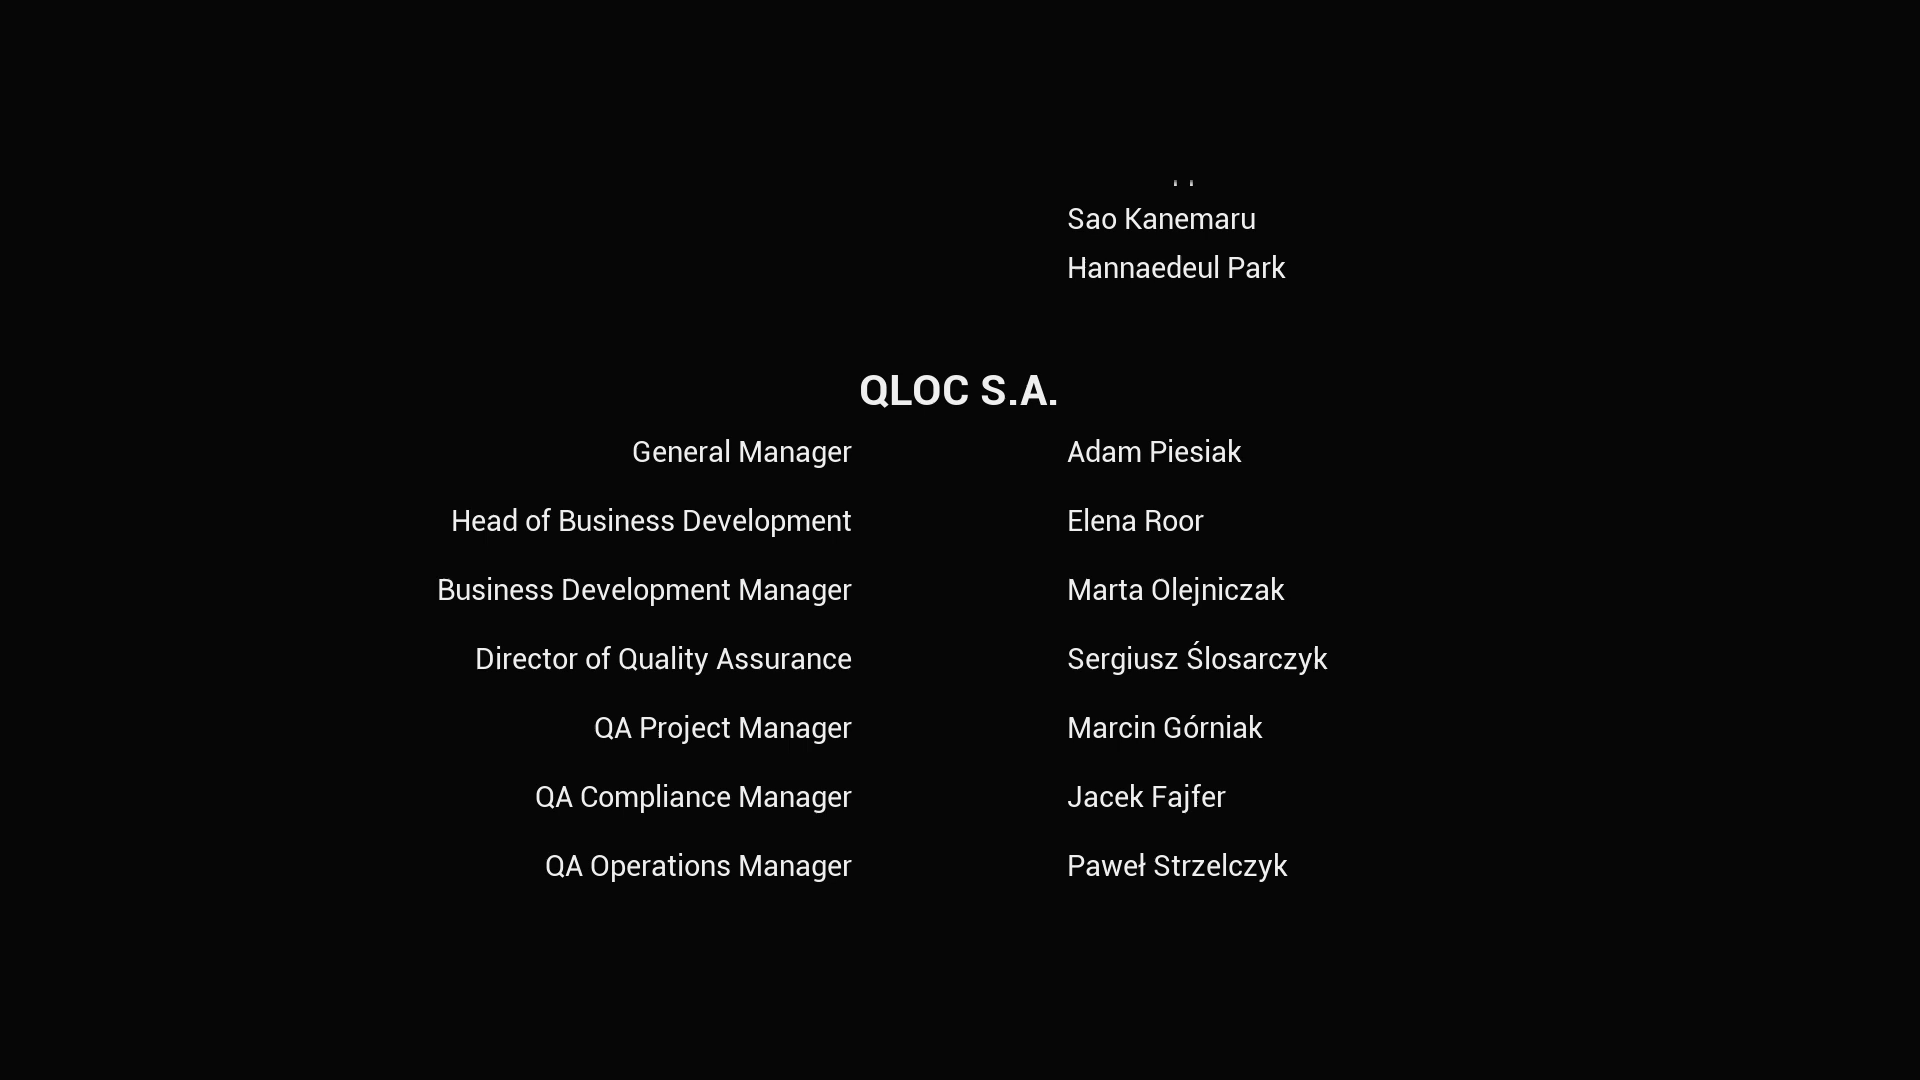 Sao Kanemaru
Hannaedeul Park
QLOC S.A.
General Manager Adam Piesiak
Head of Business Development Elena Roor
Business Development Manager Marta Olejniczak
Director of Quality Assurance Sergiusz Ślosarczyk
QA Project Manager Marcin Górniak
QA Compliance Manager Jacek Fajfer
QA Operations Manager Paweł Strzelczyk